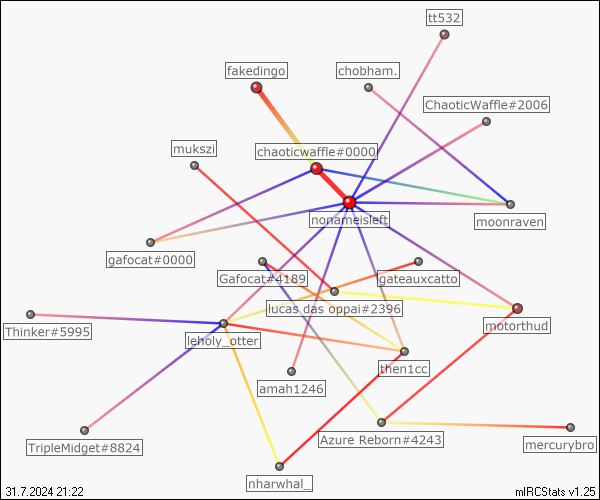 tt532
fakedingo
chobham.
ChaoticWaffle#2006
mukszi
chaoticwaffle#0000
nonameisleft
moonraven
gafocat#0000
Gafocat#4189
gateauxcatto
lucas das oppai#2396
motorthud
Thinker#5995
leholy_otter
then1cc
amah1246
TripleMidget#8824
Azure Reborn#4243
mercurybro
nharwhal_
31.7.2024 21:22
mIRCStats v1.25